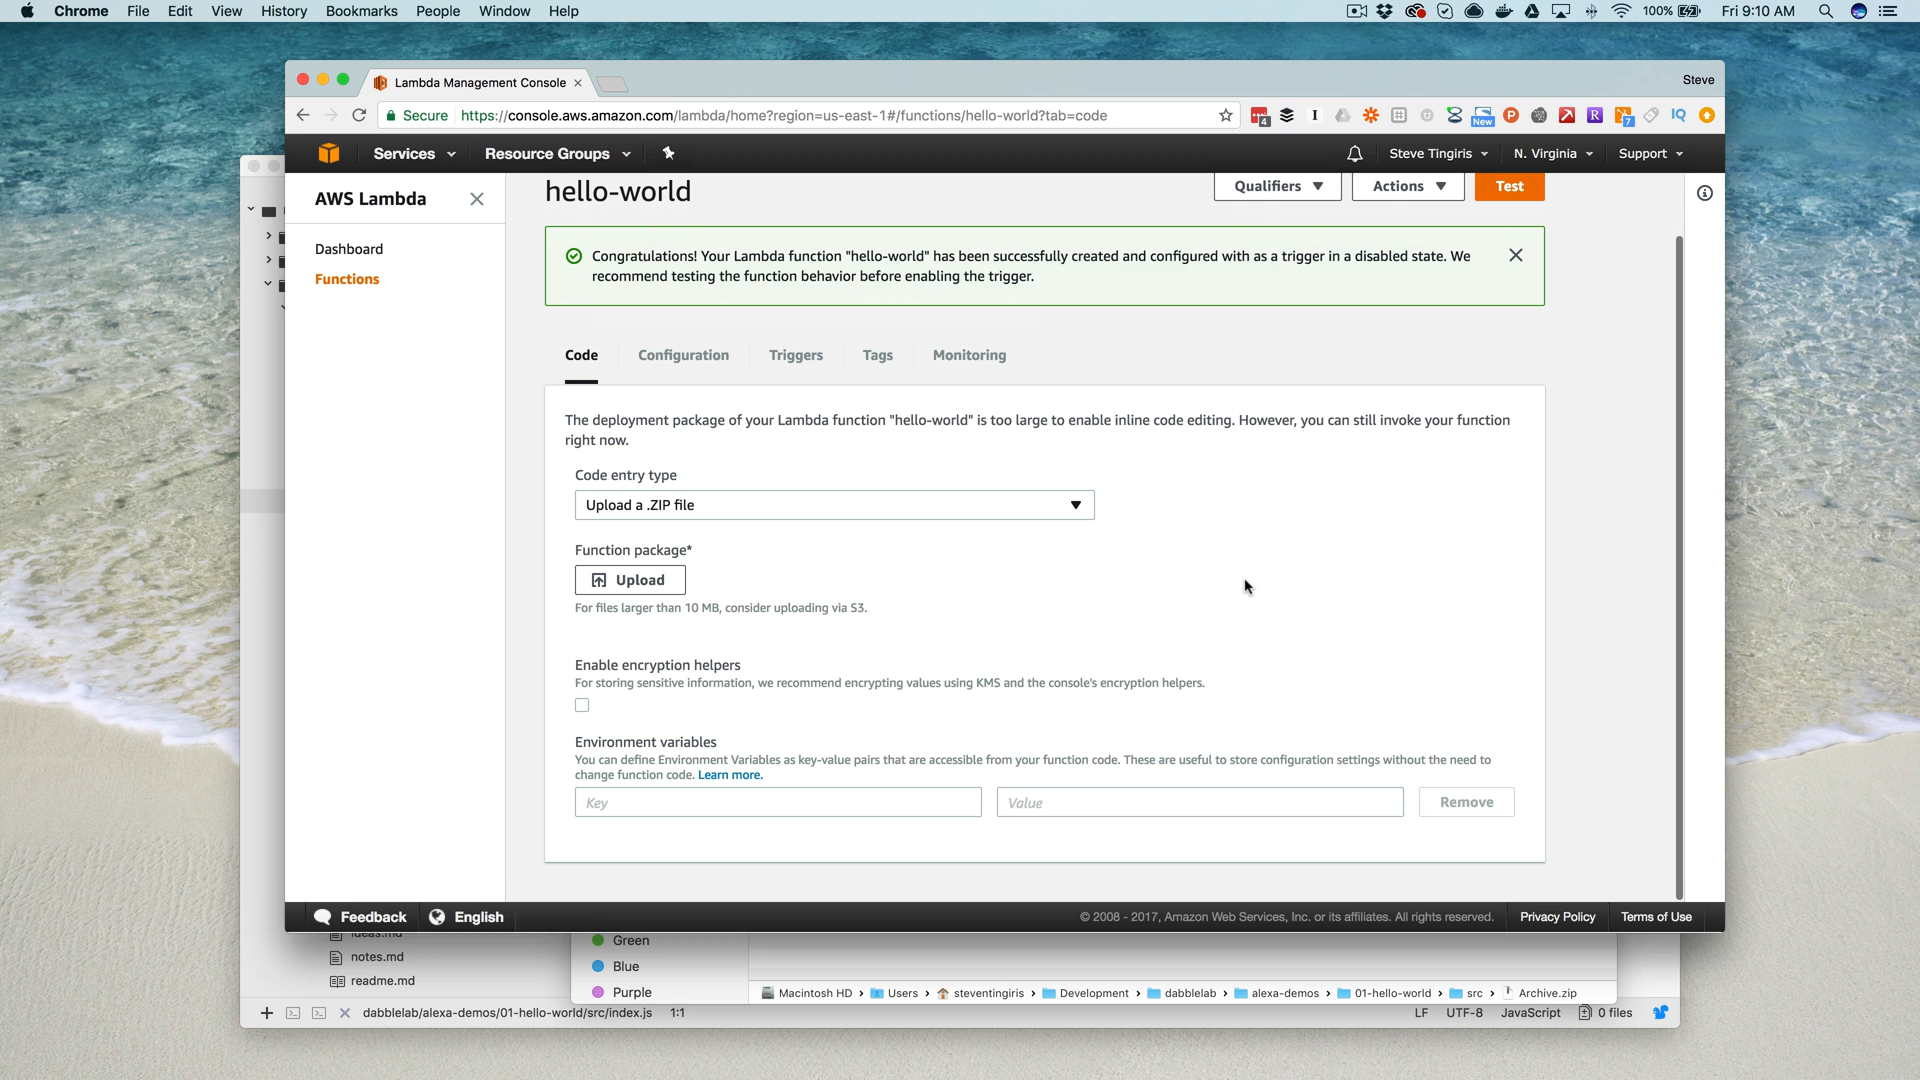 Chrome File Edit View History Bookmarks People Window Help 100% Fri 9:10 AM
Lambda Management Console Steve
Secure https://console.aws.amazon.com/lambda/home?region=us-east-1#/functions/hello-world?tab=code 4 I U New P R 7 IQ
Services Resource Groups Steve Tingiris N. Virginia Support
AWS Lambda
Dashboard
Functions
hello-world
Qualifiers Actions Test
Congratulations! Your Lambda function "hello-world" has been successfully created and configured with as a trigger in a disabled state. We
recommend testing the function behavior before enabling the trigger.
Code Configuration Triggers Tags Monitoring
The deployment package of your Lambda function "hello-world" is too large to enable inline code editing. However, you can still invoke your function
right now.
Code entry type
Upload a .ZIP file
Function package*
Upload
For files larger than 10 MB, consider uploading via S3.
Enable encryption helpers
For storing sensitive information, we recommend encrypting values using KMS and the console's encryption helpers.
Environment variables
You can define Environment Variables as key-value pairs that are accessible from your function code. These are useful to store configuration settings without the need to
change function code. Learn more.
Key Value Remove
Feedback English © 2008 - 2017, Amazon Web Services, Inc. or its affiliates. All rights reserved. Privacy Policy Terms of Use
ideas.md
notes.md
readme.md
Green
Blue
Purple
Macintosh HD Users steventingiris Development dabblelab alexa-demos 01-hello-world src Archive.zip
dabblelab/alexa-demos/01-hello-world/src/index.js 1:1 LF UTF-8 JavaScript 0 files